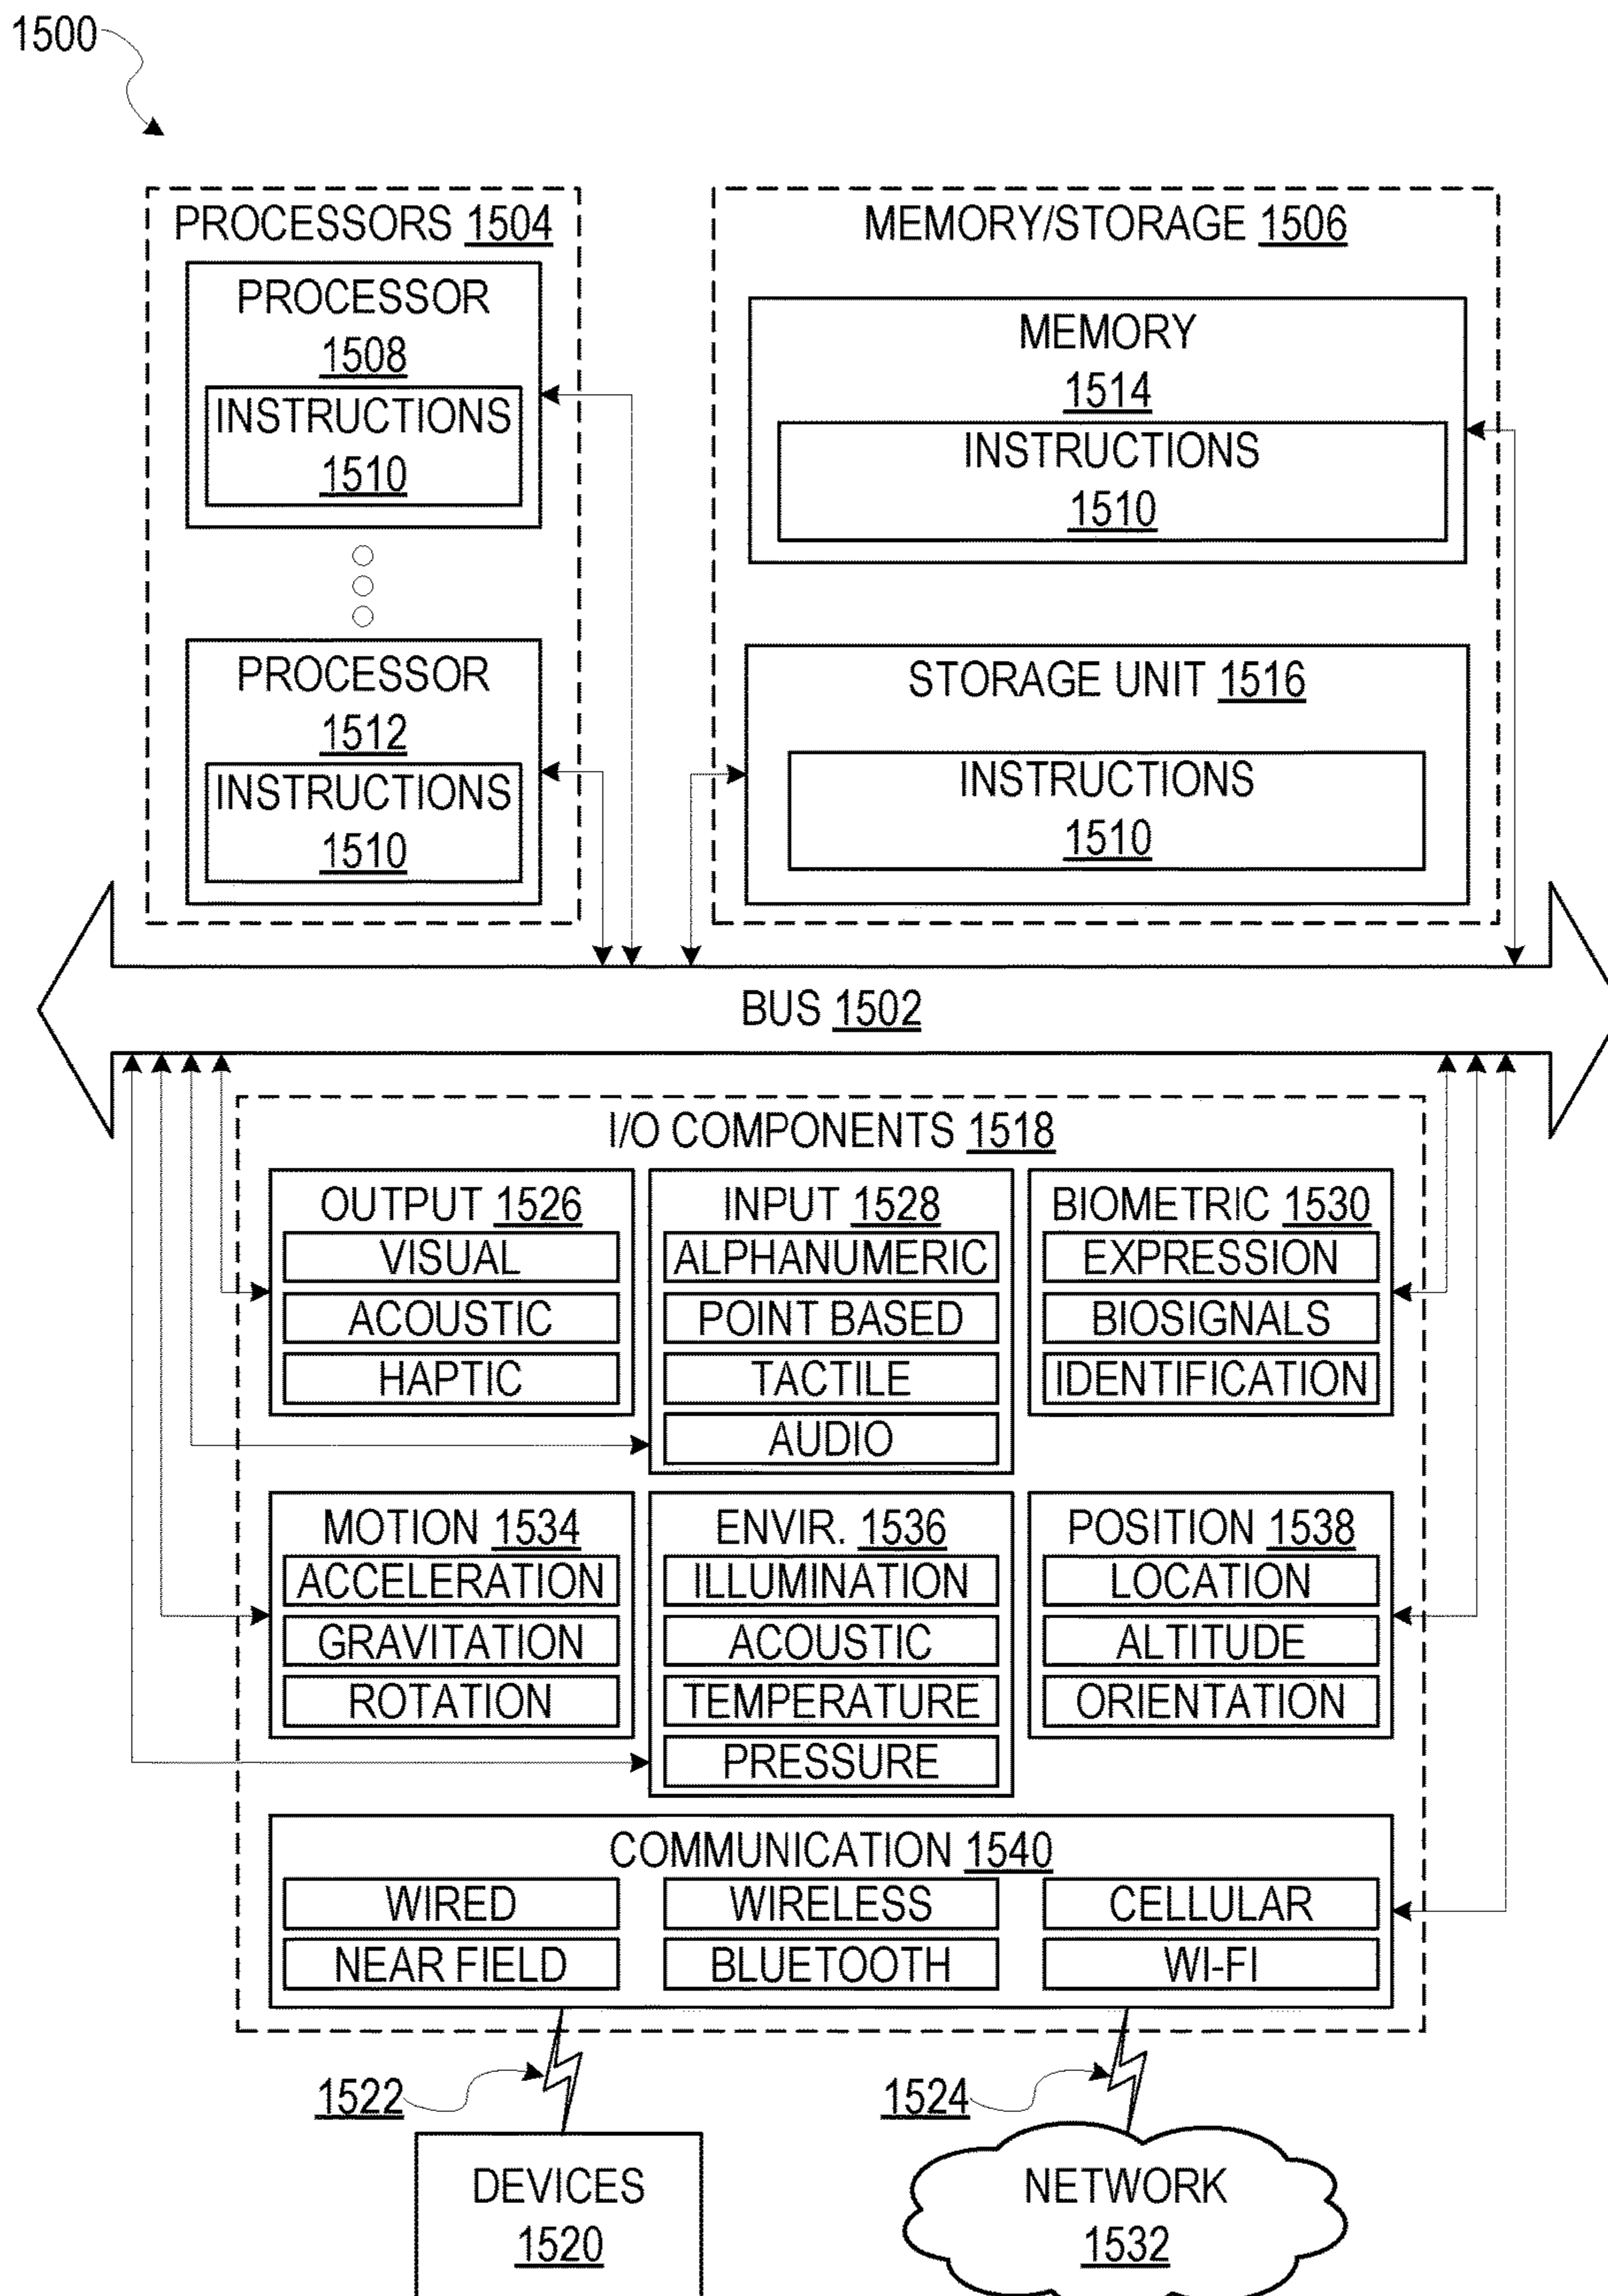 1500
PROCESSORS 1504
PROCESSOR
1508
INSTRUCTIONS
1510
PROCESSOR
1512
INSTRUCTIONS
1510
MEMORY/STORAGE 1506
MEMORY
1514
INSTRUCTIONS
1510
STORAGE UNIT 1516
INSTRUCTIONS
1510
BUS 1502
I/O COMPONENTS 1518
OUTPUT 1526
VISUAL
ACOUSTIC
HAPTIC
INPUT 1528
ALPHANUMERIC
POINT BASED
TACTILE
AUDIO
BIOMETRIC 1530
EXPRESSION
BIOSIGNALS
IDENTIFICATION
MOTION 1534
ACCELERATION
GRAVITATION
ROTATION
ENVIR. 1536
ILLUMINATION
ACOUSTIC
TEMPERATURE
PRESSURE
POSITION 1538
LOCATION
ALTITUDE
ORIENTATION
COMMUNICATION 1540
WIRED
WIRELESS
CELLULAR
NEAR FIELD
BLUETOOTH
WI-FI
1522
1524
DEVICES
1520
NETWORK
1532